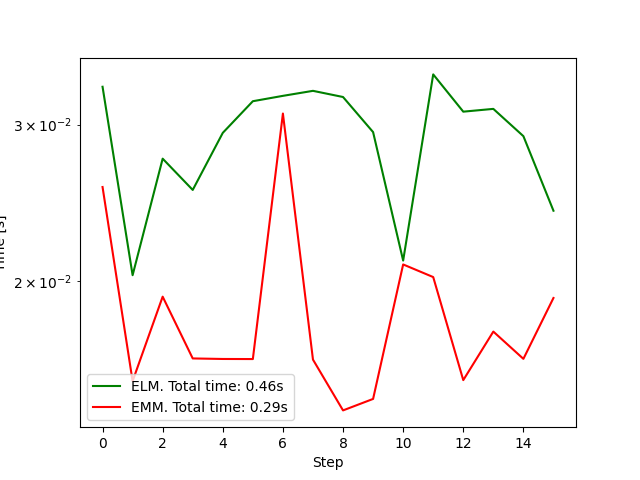 3 × 10⁻²
2 × 10⁻²
Time [s]
ELM. Total time: 0.46s
EMM. Total time: 0.29s
0 2 4 6 8 10 12 14
Step